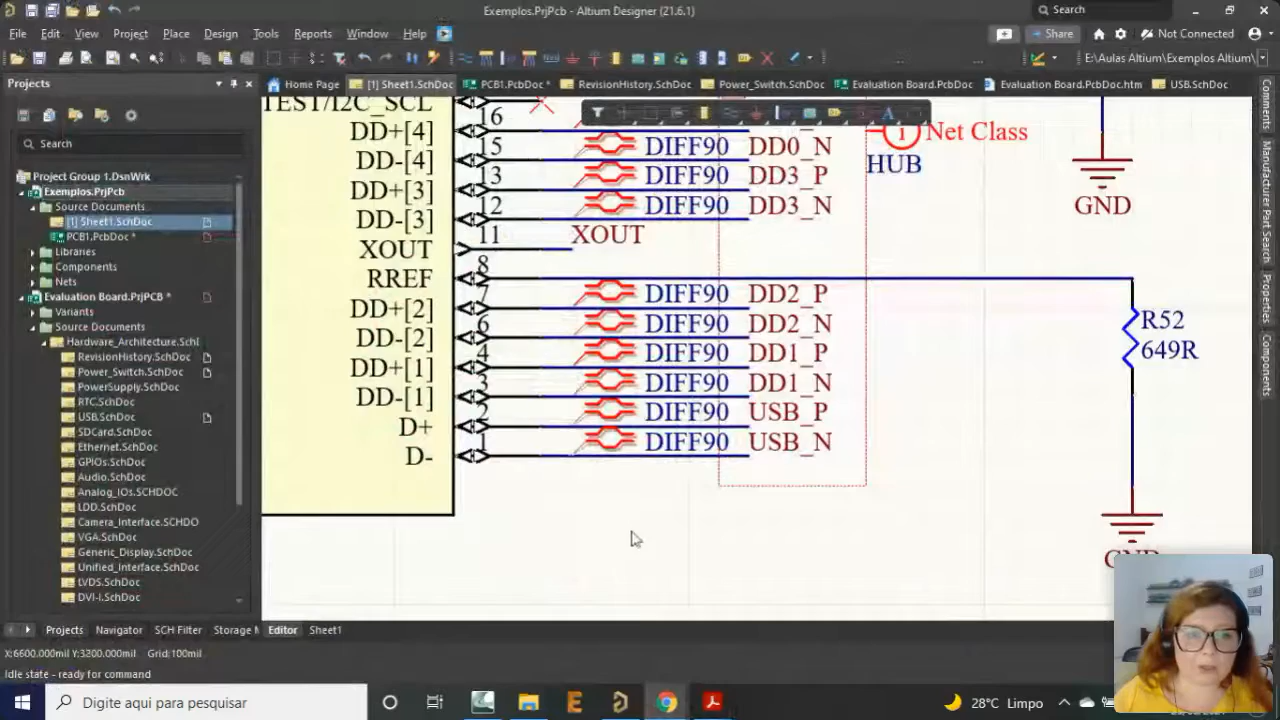 Exemplos.PrjPcb - Altium Designer (21.6.1)
Search
File Edit View Project Place Design Tools Reports Window Help
Share
Not Connected
E:\Aulas Altium\Exemplos Altium\
Projects
Home Page
[1] Sheet1.SchDoc
PCB1.PcbDoc *
RevisionHistory.SchDoc
Power_Switch.SchDoc
Evaluation Board.PcbDoc
Evaluation Board.PcbDoc.htm
USB.SchDoc
Search
Project Group 1.DsnWrk
Exemplos.PrjPcb
Source Documents
[1] Sheet1.SchDoc
PCB1.PcbDoc *
Libraries
Components
Nets
Evaluation Board.PrjPCB *
Variants
Source Documents
Hardware_Architecture.Schl
RevisionHistory.SchDoc
Power_Switch.SchDoc
PowerSupply.SchDoc
RTC.SchDoc
USB.SchDoc
SDCard.SchDoc
Ethernet.SchDoc
GPIOs.SchDoc
Audio.SchDoc
Analog_IOs.SCHDOC
LDD.SchDoc
Camera_Interface.SCHDO
VGA.SchDoc
Generic_Display.SchDoc
Unified_Interface.SchDoc
LVDS.SchDoc
DVI-I.SchDoc
TEST/I2C_SCL
DD+[4] 16
DD-[4] 15 DIFF90 DD0_N
DD+[3] 13 DIFF90 DD3_P
DD-[3] 12 DIFF90 DD3_N
XOUT 11 XOUT
RREF 8
DD+[2] 7 DIFF90 DD2_P
DD-[2] 6 DIFF90 DD2_N
DD+[1] 4 DIFF90 DD1_P
DD-[1] 3 DIFF90 DD1_N
D+ 2 DIFF90 USB_P
D- 1 DIFF90 USB_N
i Net Class
HUB
GND
R52
649R
GND
Comments
Manufacturer Part Search
Properties
Components
Projects Navigator SCH Filter Storage M
Editor Sheet1
X:6600.000mil Y:3200.000mil Grid:100mil
Idle state - ready for command
Digite aqui para pesquisar
28°C Limpo